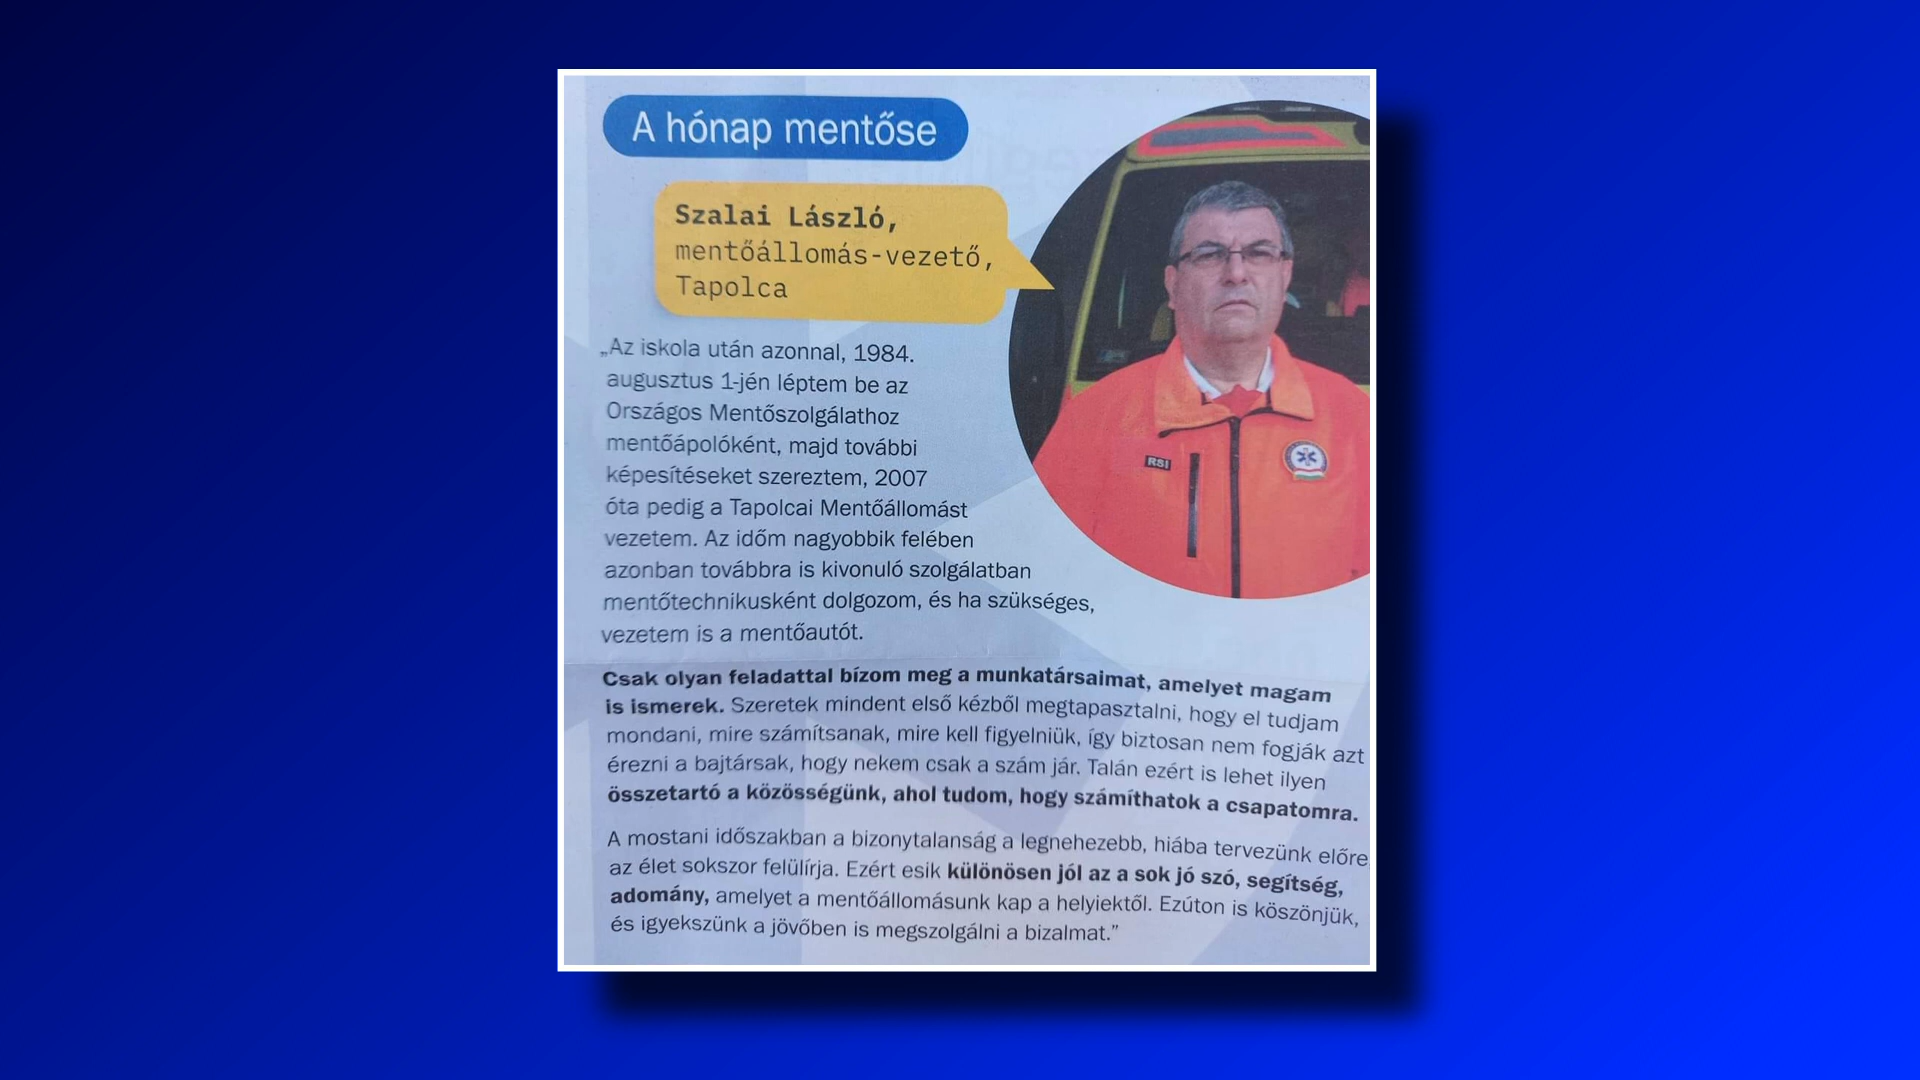 A hónap mentőse
Szalai László,
mentőállomás-vezető,
Tapolca
„Az iskola után azonnal, 1984.
augusztus 1-jén léptem be az
Országos Mentőszolgálathoz
mentőápolóként, majd további
képesítéseket szereztem, 2007
óta pedig a Tapolcai Mentőállomást
vezetem. Az időm nagyobbik felében
azonban továbbra is kivonuló szolgálatban
mentőtechnikusként dolgozom, és ha szükséges,
vezetem is a mentőautót.
Csak olyan feladattal bízom meg a munkatársaimat, amelyet magam
is ismerek. Szeretek mindent első kézből megtapasztalni, hogy el tudjam
mondani, mire számítsanak, mire kell figyelniük, így biztosan nem fogják azt
érezni a bajtársak, hogy nekem csak a szám jár. Talán ezért is lehet ilyen
összetartó a közösségünk, ahol tudom, hogy számíthatok a csapatomra.
A mostani időszakban a bizonytalanság a legnehezebb, hiába tervezünk előre
az élet sokszor felülírja. Ezért esik különösen jól az a sok jó szó, segítség,
adomány, amelyet a mentőállomásunk kap a helyiektől. Ezúton is köszönjük,
és igyekszünk a jövőben is megszolgálni a bizalmat.”
RSI